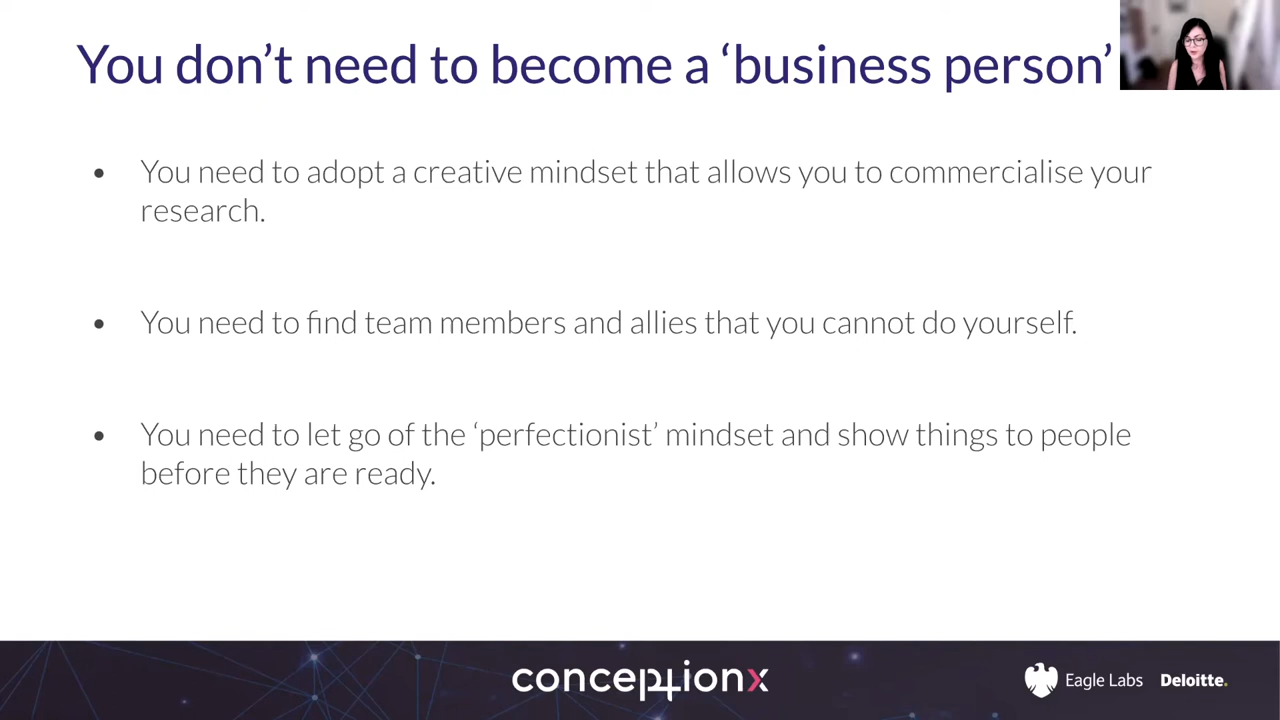 You don’t need to become a ‘business person’
• You need to adopt a creative mindset that allows you to commercialise your
research.
• You need to find team members and allies that you cannot do yourself.
• You need to let go of the ‘perfectionist’ mindset and show things to people
before they are ready.
conceptionx
Eagle Labs
Deloitte.